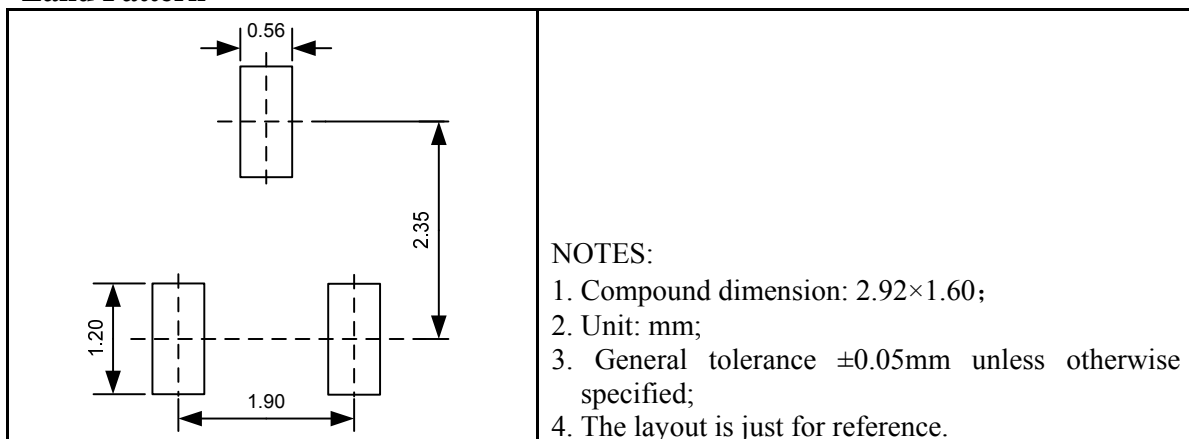 Land Pattern
0.56
2.35
1.20
1.90
NOTES:
1. Compound dimension: 2.92×1.60；
2. Unit: mm;
3. General tolerance ±0.05mm unless otherwise
specified;
4. The layout is just for reference.